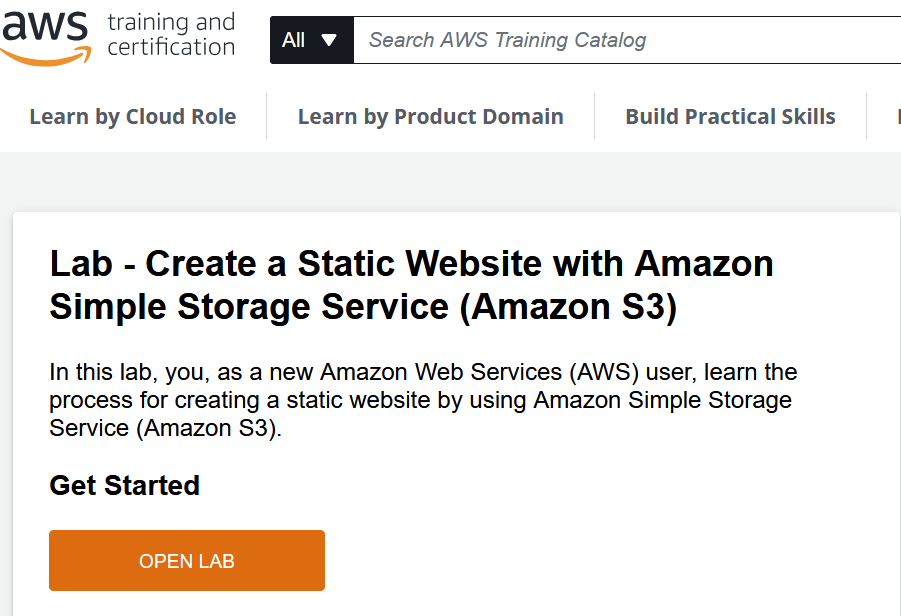 aws training and
certification
All
Search AWS Training Catalog
Learn by Cloud Role
Learn by Product Domain
Build Practical Skills
Lab - Create a Static Website with Amazon
Simple Storage Service (Amazon S3)
In this lab, you, as a new Amazon Web Services (AWS) user, learn the
process for creating a static website by using Amazon Simple Storage
Service (Amazon S3).
Get Started
OPEN LAB